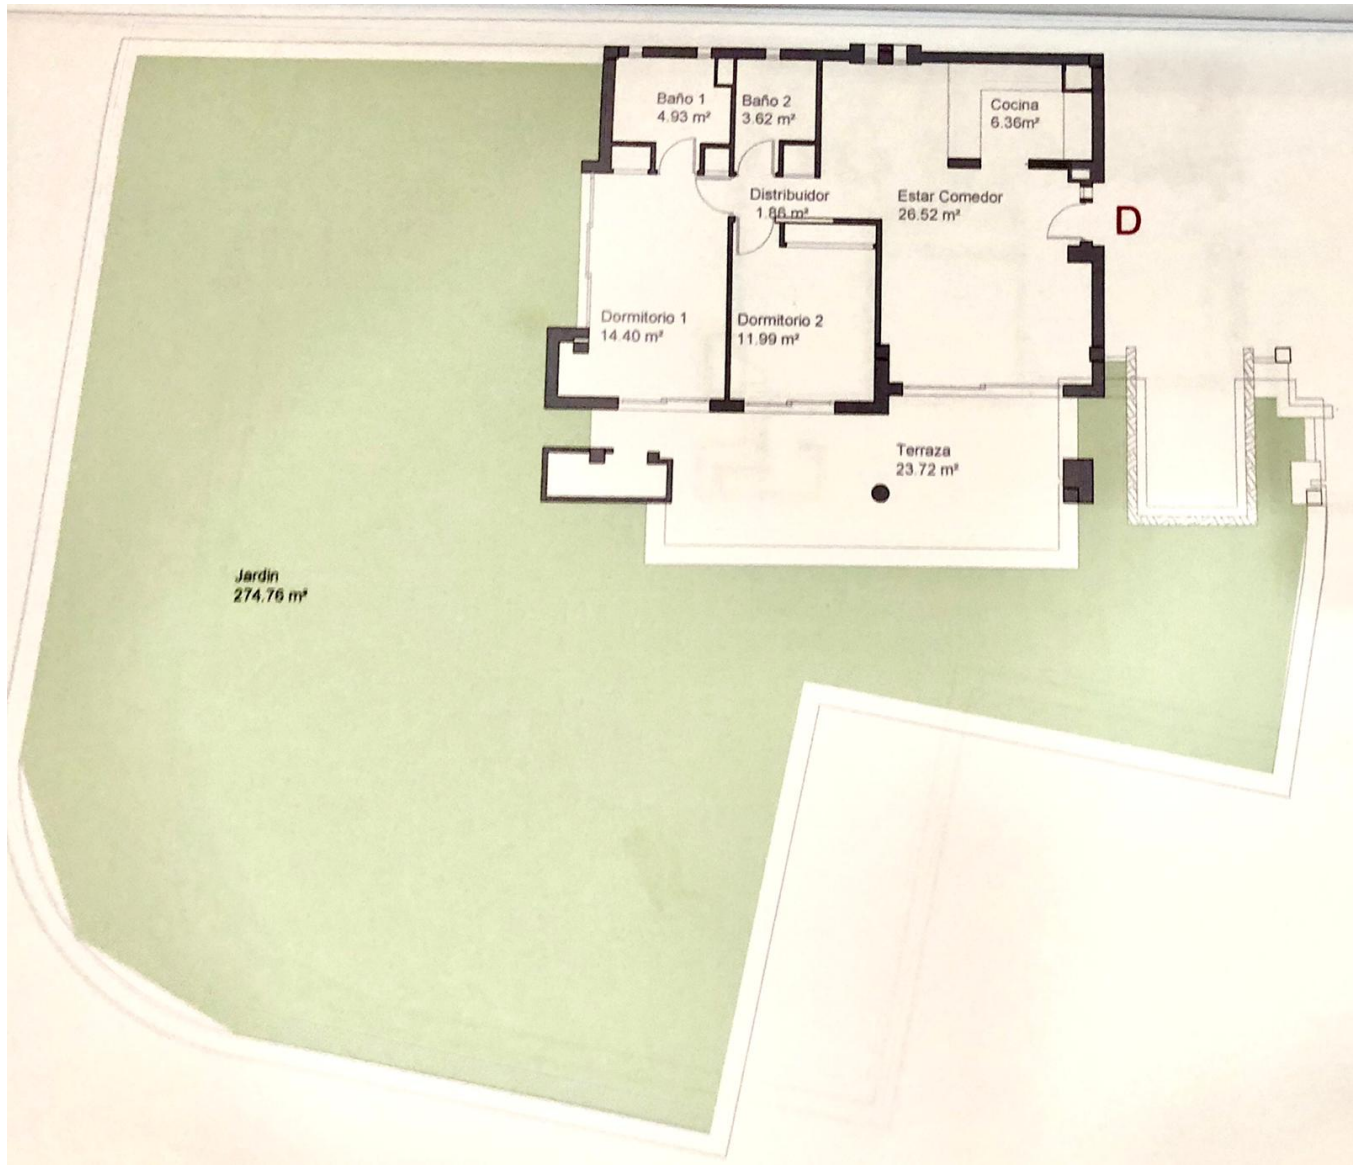 Baño 1
4.93 m²
Baño 2
3.62 m²
Cocina
6.36m²
Distribuidor
1.86 m²
Estar Comedor
26.52 m²
D
Dormitorio 1
14.40 m²
Dormitorio 2
11.99 m²
Terraza
23.72 m²
Jardin
274.76 m²